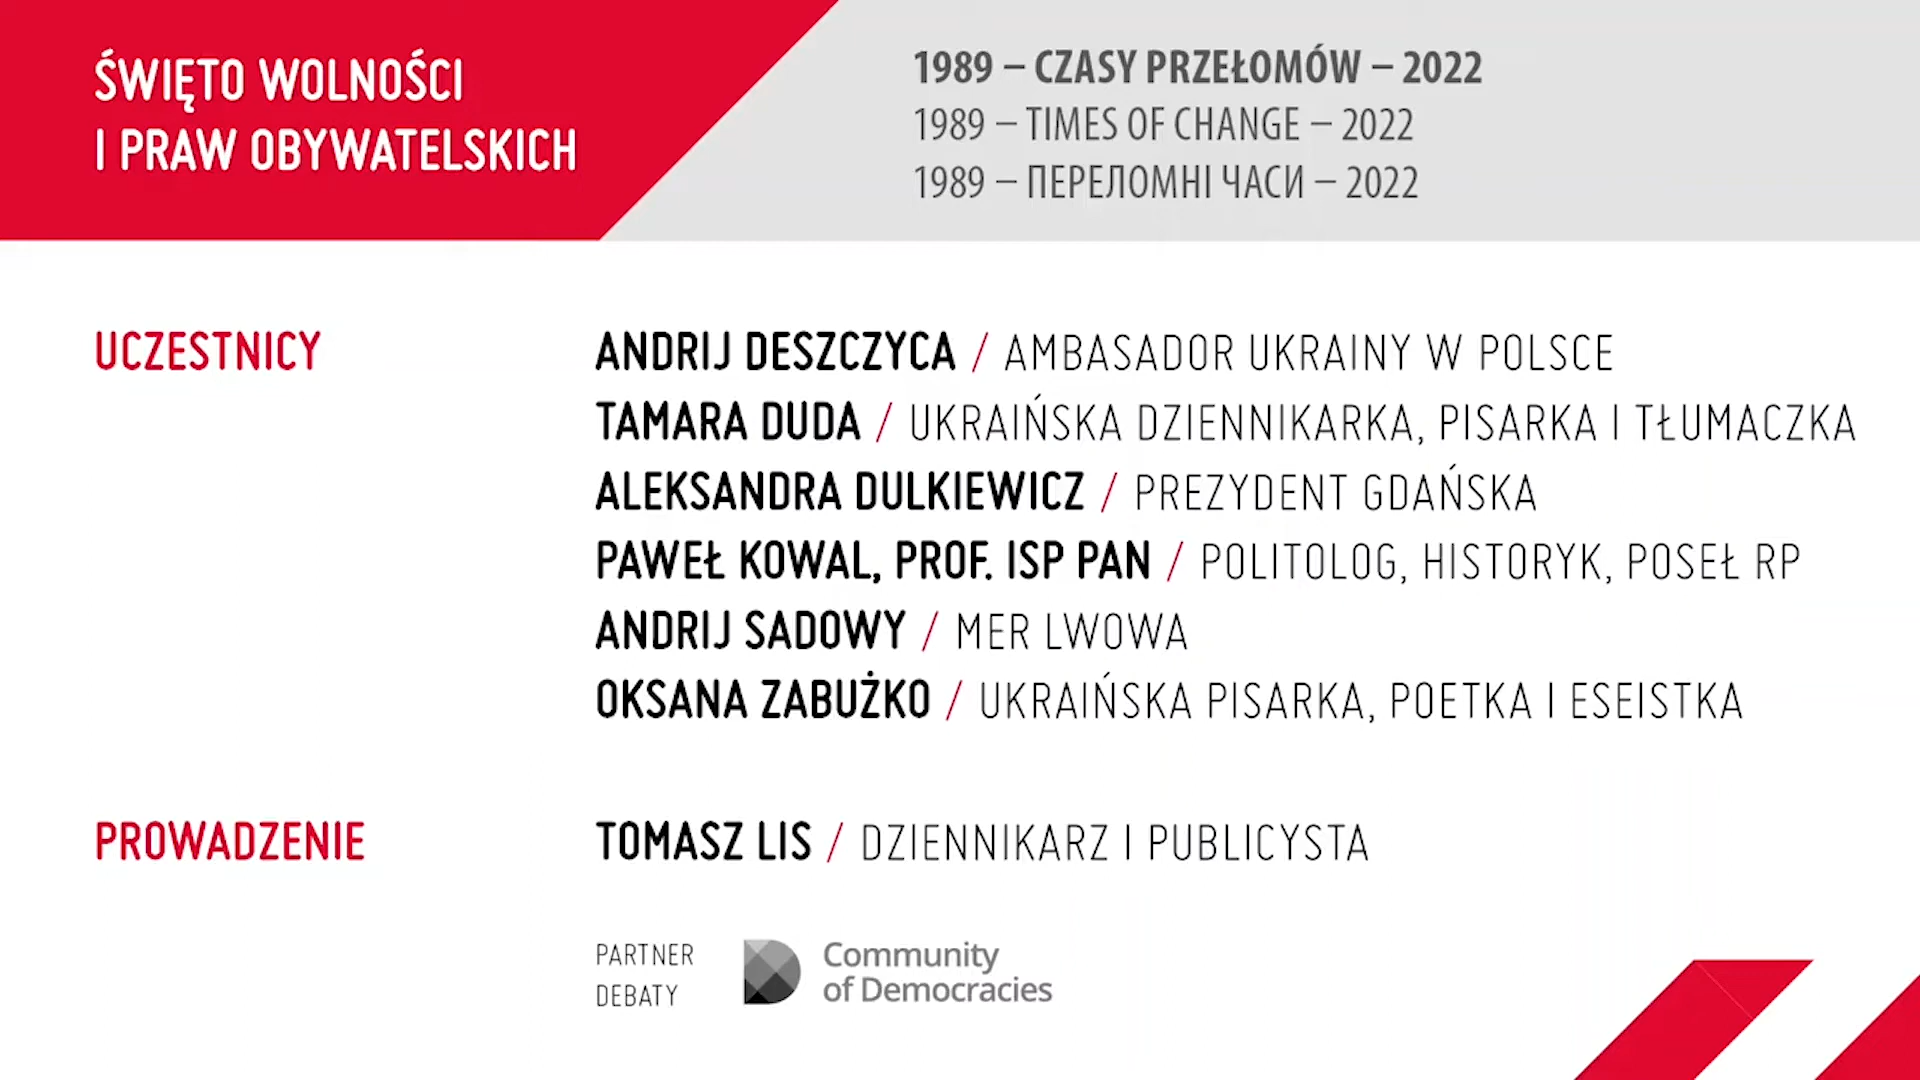 ŚWIĘTO WOLNOŚCI
I PRAW OBYWATELSKICH
1989 – CZASY PRZEŁOMÓW – 2022
1989 – TIMES OF CHANGE – 2022
1989 – ПЕРЕЛОМНІ ЧАСИ – 2022
UCZESTNICY
ANDRIJ DESZCZYCA / AMBASADOR UKRAINY W POLSCE
TAMARA DUDA / UKRAIŃSKA DZIENNIKARKA, PISARKA I TŁUMACZKA
ALEKSANDRA DULKIEWICZ / PREZYDENT GDAŃSKA
PAWEŁ KOWAL, PROF. ISP PAN / POLITOLOG, HISTORYK, POSEŁ RP
ANDRIJ SADOWY / MER LWOWA
OKSANA ZABUŻKO / UKRAIŃSKA PISARKA, POETKA I ESEISTKA
PROWADZENIE
TOMASZ LIS / DZIENNIKARZ I PUBLICYSTA
PARTNER
DEBATY
Community
of Democracies